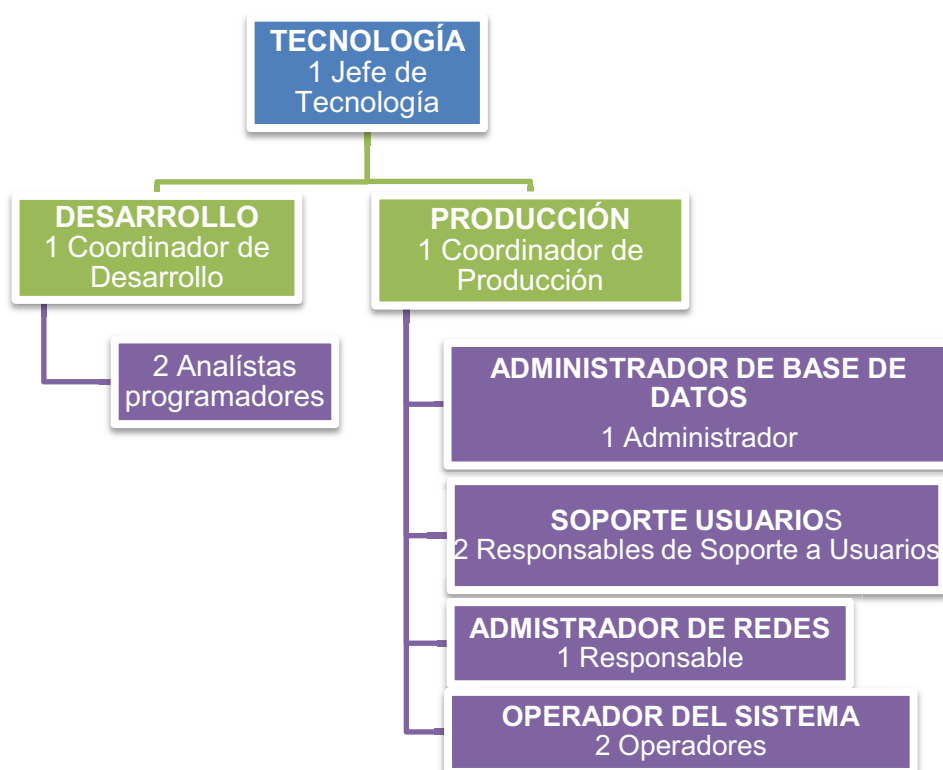 TECNOLOGÍA
1 Jefe de
Tecnología
DESARROLLO
1 Coordinador de
Desarrollo
PRODUCCIÓN
1 Coordinador de
Producción
2 Analístas
programadores
ADMINISTRADOR DE BASE DE
DATOS
1 Administrador
SOPORTE USUARIOS
2 Responsables de Soporte a Usuarios
ADMISTRADOR DE REDES
1 Responsable
OPERADOR DEL SISTEMA
2 Operadores